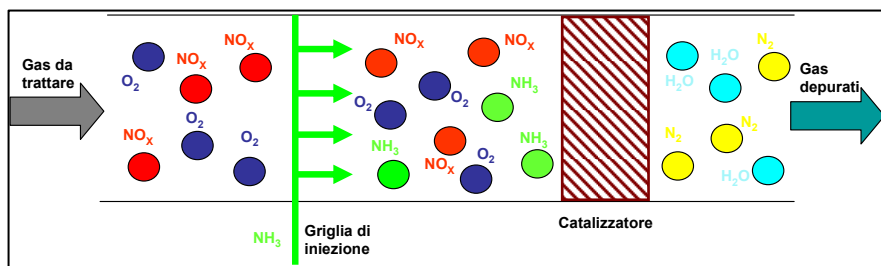 Gas da
trattare
O2
NOX
NOX
NOX
O2
O2
NH3
Griglia di
iniezione
NOX
NOX
O2
O2
NH3
NH3
NOX
O2
NH3
Catalizzatore
H2O
H2O
N2
N2
N2
H2O
Gas
depurati